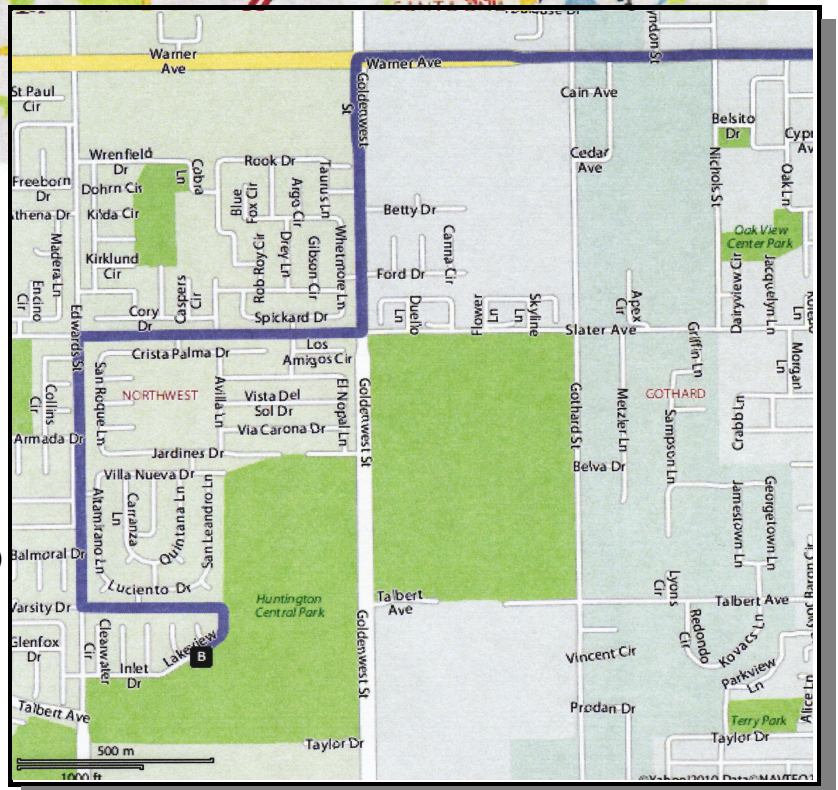 Warner
Ave
Warner Ave
St Paul
Cir
Goldenwest
St
Cain Ave
Belsito
Dr
Wrenfield
Dr
Cobra
Ln
Rook Dr
Taurus Ln
Cedar
Ave
Nichols St
Oak Ln
Freeborn
Dr
Dohrn Cis
Kilda Cir
Blue
Fox Cir
Argo Cir
Betty Dr
Athena Dr
Madera Ln
Oak View
Center Park
Kirklund
Cir
Rob Roy Cir
Drey Ln
Gibson Cir
Whetmore Ln
Ford Dr
Canna Cir
Encino
Cir
Caspers
Cir
Cory
Dr
Spickard Dr
Duello
Ln
Flower
Ln
Skyline
Ln
Apex
Cir
Dairyview Cir
Jacquelyn Ln
Slater Ave
Edwards St
Crista Palma Dr
Los
Amigos Cir
Griffin Ln
Morgan
Ln
San Roque Ln
NORTHWEST
Avilla Ln
Vista Del
Sol Dr
El Nopal Ln
Goldenwest St
Gothard St
Metzler Ln
GOTHARD
Collins
Cir
Via Carona Dr
Sampson Ln
Crabb Ln
Armada Dr
Jardines Dr
Villa Nueva Dr
Belva Dr
Altamirano Ln
Carranza
Ln
Quintana Ln
San Leandro Ln
Jamestown Ln
Georgetown Ln
Balmoral Dr
Luciento Dr
Huntington
Central Park
Talbert
Ave
Lyons
Cir
Talbert Ave
Varsity Dr
Glenfox
Dr
Clearwater
Cir
Lakeview
B
Inlet
Dr
Goldenwest St
Redondo
Cir
Kovacs Ln
Vincent Cir
Parkview
Ln
Alice Ln
Talbert Ave
Prodan Dr
Terry Park
Taylor Dr
Taylor Dr
500 m
1000 ft